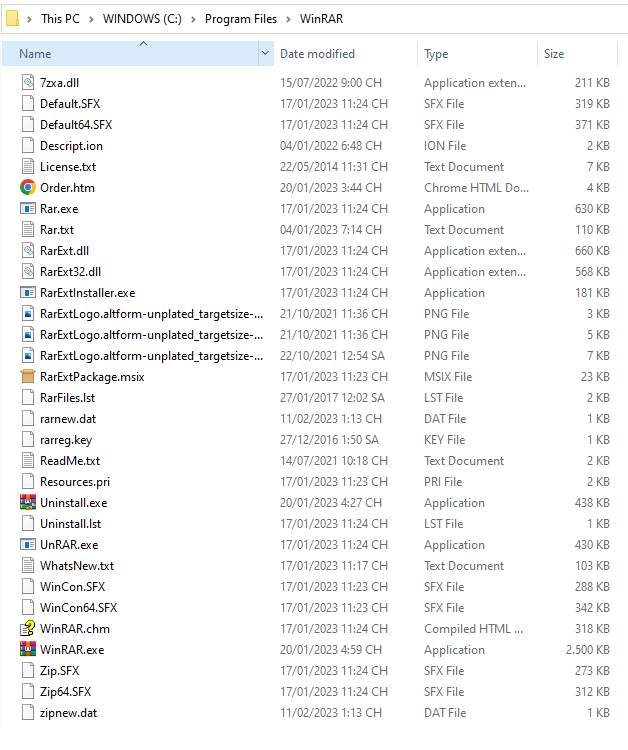 This PC > WINDOWS (C:) > Program Files > WinRAR
Name Date modified Type Size
7zxa.dll 15/07/2022 9:00 CH Application exten... 211 KB
Default.SFX 17/01/2023 11:24 CH SFX File 319 KB
Default64.SFX 17/01/2023 11:24 CH SFX File 371 KB
Descript.ion 04/01/2022 6:48 CH ION File 2 KB
License.txt 22/05/2014 11:31 CH Text Document 7 KB
Order.htm 20/01/2023 3:44 CH Chrome HTML Do... 4 KB
Rar.exe 17/01/2023 11:24 CH Application 630 KB
Rar.txt 04/01/2023 7:14 CH Text Document 110 KB
RarExt.dll 17/01/2023 11:24 CH Application exten... 660 KB
RarExt32.dll 17/01/2023 11:24 CH Application exten... 568 KB
RarExtInstaller.exe 17/01/2023 11:24 CH Application 181 KB
RarExtLogo.altform-unplated_targetsize-... 21/10/2021 11:36 CH PNG File 3 KB
RarExtLogo.altform-unplated_targetsize-... 21/10/2021 11:36 CH PNG File 5 KB
RarExtLogo.altform-unplated_targetsize-... 22/10/2021 12:54 SA PNG File 7 KB
RarExtPackage.msix 17/01/2023 11:23 CH MSIX File 23 KB
RarFiles.lst 27/01/2017 12:02 SA LST File 2 KB
rarnew.dat 11/02/2023 1:13 CH DAT File 1 KB
rarreg.key 27/12/2016 1:50 SA KEY File 1 KB
ReadMe.txt 14/07/2021 10:18 CH Text Document 2 KB
Resources.pri 17/01/2023 11:23 CH PRI File 2 KB
Uninstall.exe 20/01/2023 4:27 CH Application 438 KB
Uninstall.lst 17/01/2023 11:24 CH LST File 1 KB
UnRAR.exe 17/01/2023 11:24 CH Application 430 KB
WhatsNew.txt 17/01/2023 11:17 CH Text Document 103 KB
WinCon.SFX 17/01/2023 11:23 CH SFX File 288 KB
WinCon64.SFX 17/01/2023 11:23 CH SFX File 342 KB
WinRAR.chm 17/01/2023 11:24 CH Compiled HTML ... 318 KB
WinRAR.exe 20/01/2023 4:59 CH Application 2.500 KB
Zip.SFX 17/01/2023 11:24 CH SFX File 273 KB
Zip64.SFX 17/01/2023 11:24 CH SFX File 312 KB
zipnew.dat 11/02/2023 1:13 CH DAT File 1 KB